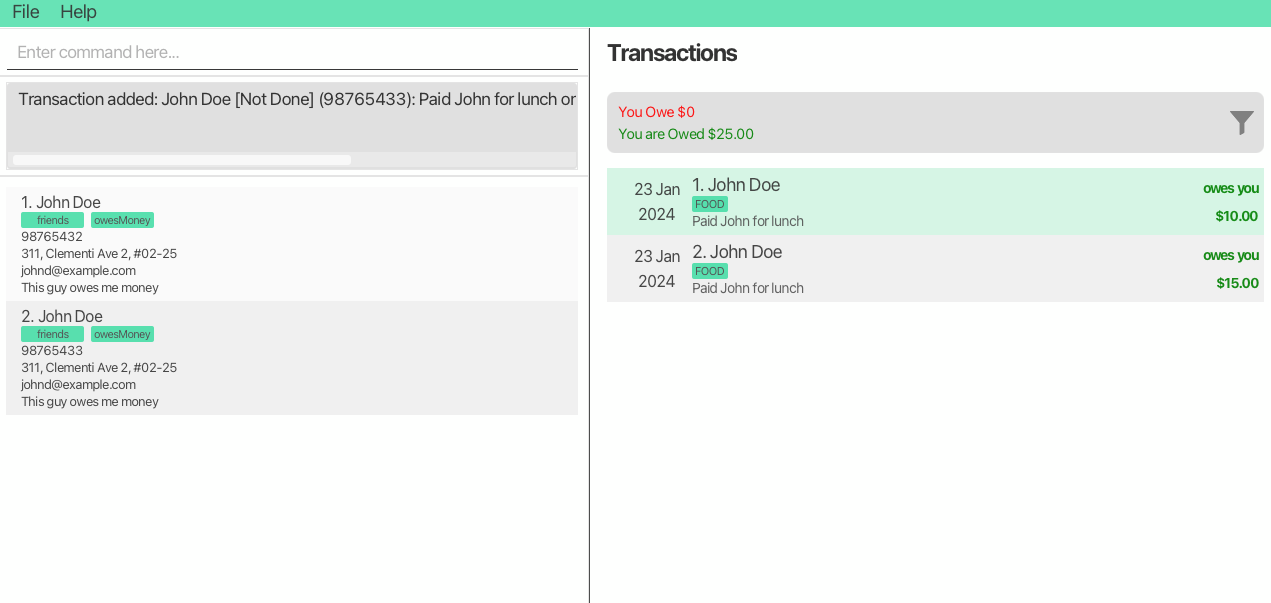 File Help
Enter command here...
Transaction added: John Doe [Not Done] (98765433): Paid John for lunch or
1. John Doe
friends owesMoney
98765432
311, Clementi Ave 2, #02-25
johnd@example.com
This guy owes me money
2. John Doe
friends owesMoney
98765433
311, Clementi Ave 2, #02-25
johnd@example.com
This guy owes me money
Transactions
You Owe $0
You are Owed $25.00
23 Jan 2024
1. John Doe
FOOD
Paid John for lunch
owes you
$10.00
23 Jan 2024
2. John Doe
FOOD
Paid John for lunch
owes you
$15.00